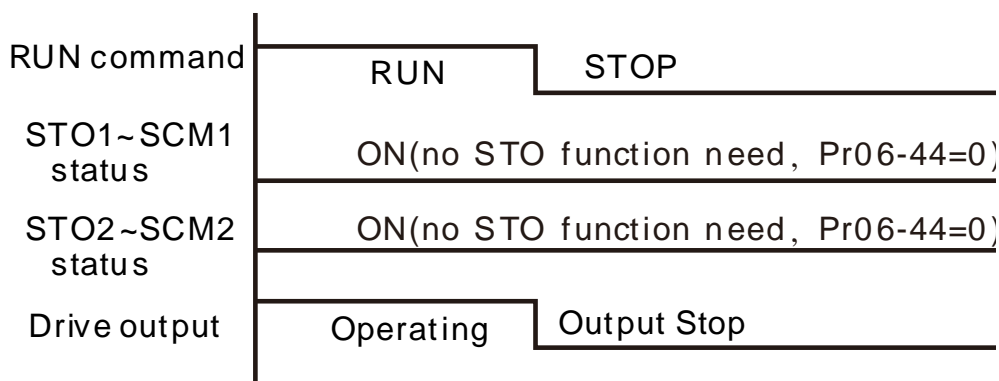 RUN command
RUN
STOP
STO1~SCM1
status
ON(no STO function need, Pr06-44=0)
STO2~SCM2
status
ON(no STO function need, Pr06-44=0)
Drive output
Operating
Output Stop